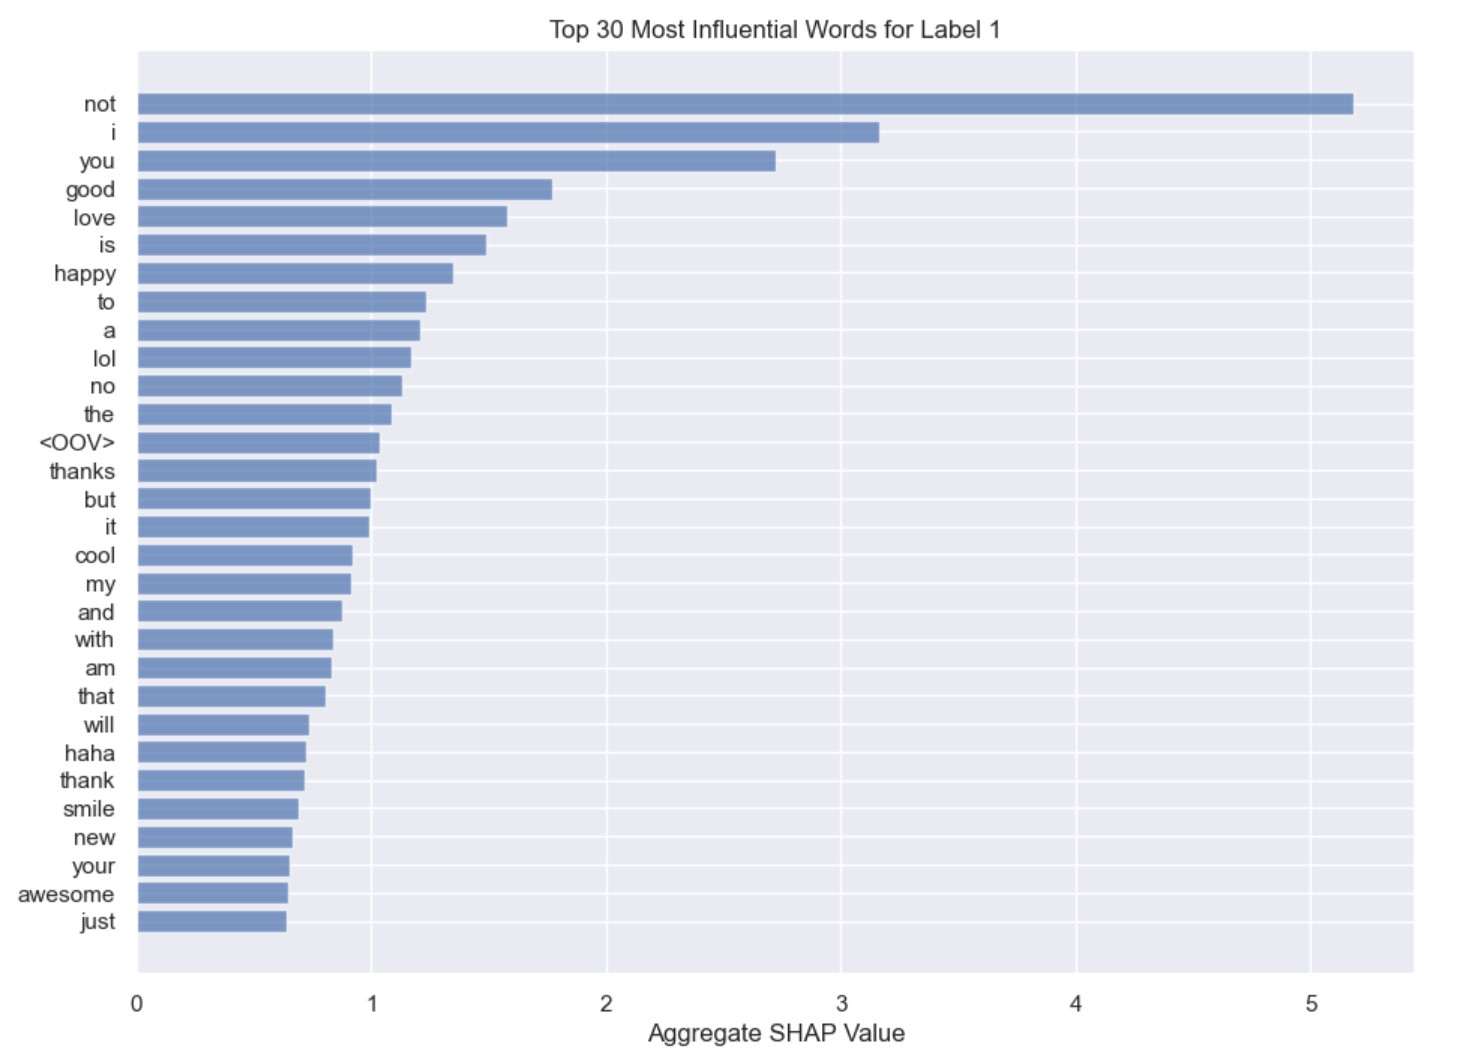 Top 30 Most Influential Words for Label 1
not
i
you
good
love
is
happy
to
a
lol
no
the
<OOV>
thanks
but
it
cool
my
and
with
am
that
will
haha
thank
smile
new
your
awesome
just
0 1 2 3 4 5
Aggregate SHAP Value